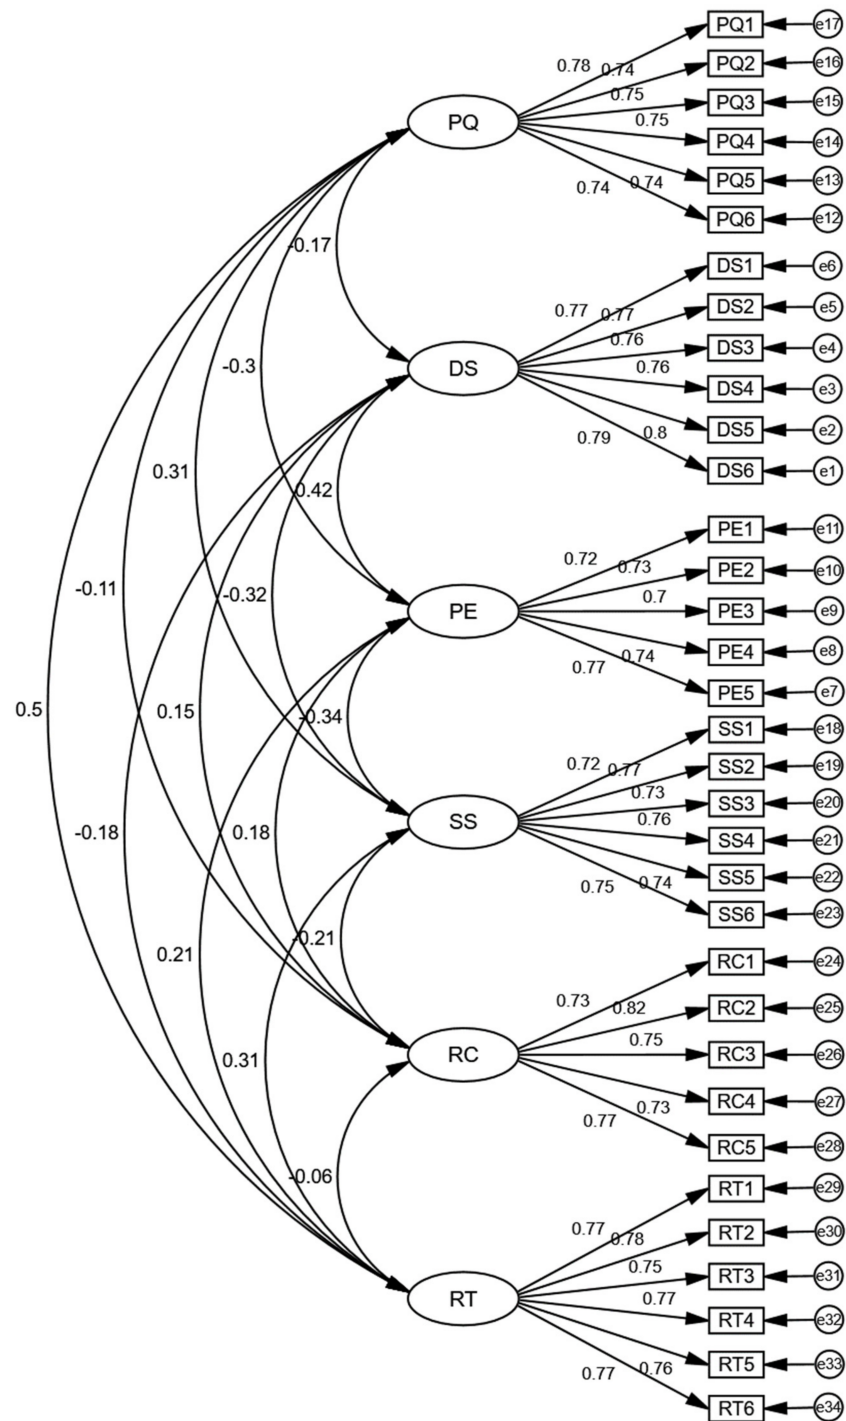 PQ1 e17
0.78 0.74
PQ2 e16
0.75
PQ3 e15
0.75
PQ
PQ4 e14
PQ5 e13
0.74 0.74
PQ6 e12
-0.17
DS1 e6
0.77 0.77
DS2 e5
0.76
DS3 e4
-0.3
0.76
DS
DS4 e3
DS5 e2
0.79 0.8
DS6 e1
0.31
0.42
PE1 e11
0.72 0.73
PE2 e10
-0.11
-0.32
0.7
PE
PE3 e9
PE4 e8
0.77 0.74
PE5 e7
0.5
0.15
-0.34
SS1 e18
0.72 0.77
SS2 e19
0.73
SS3 e20
0.76
SS
SS4 e21
-0.18
0.18
SS5 e22
0.75 0.74
SS6 e23
-0.21
0.21
RC1 e24
0.73 0.82
RC2 e25
0.75
RC
RC3 e26
0.31
RC4 e27
0.77 0.73
RC5 e28
-0.06
RT1 e29
0.77 0.78
RT2 e30
0.75
RT3 e31
0.77
RT
RT4 e32
RT5 e33
0.77 0.76
RT6 e34